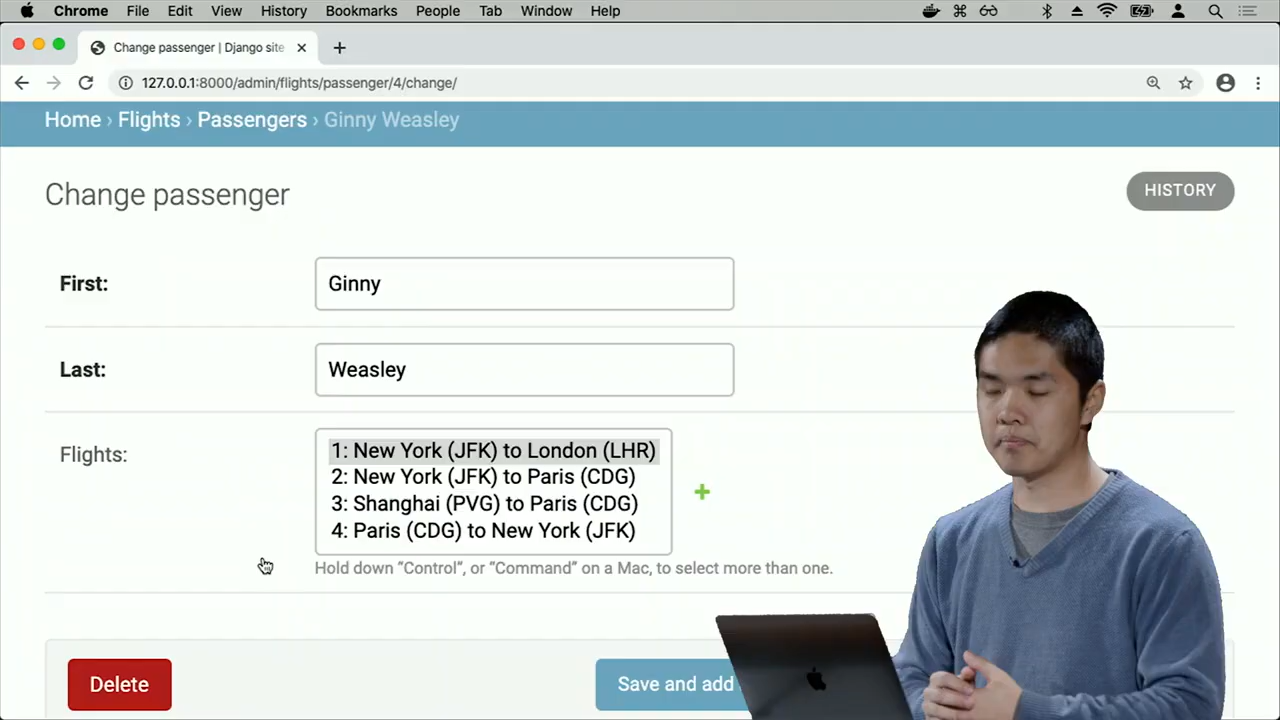 Chrome File Edit View History Bookmarks People Tab Window Help
Change passenger | Django site
127.0.0.1:8000/admin/flights/passenger/4/change/
Home › Flights › Passengers › Ginny Weasley
Change passenger
HISTORY
First: Ginny
Last: Weasley
Flights:
1: New York (JFK) to London (LHR)
2: New York (JFK) to Paris (CDG)
3: Shanghai (PVG) to Paris (CDG)
4: Paris (CDG) to New York (JFK)
Hold down “Control”, or “Command” on a Mac, to select more than one.
Delete
Save and add